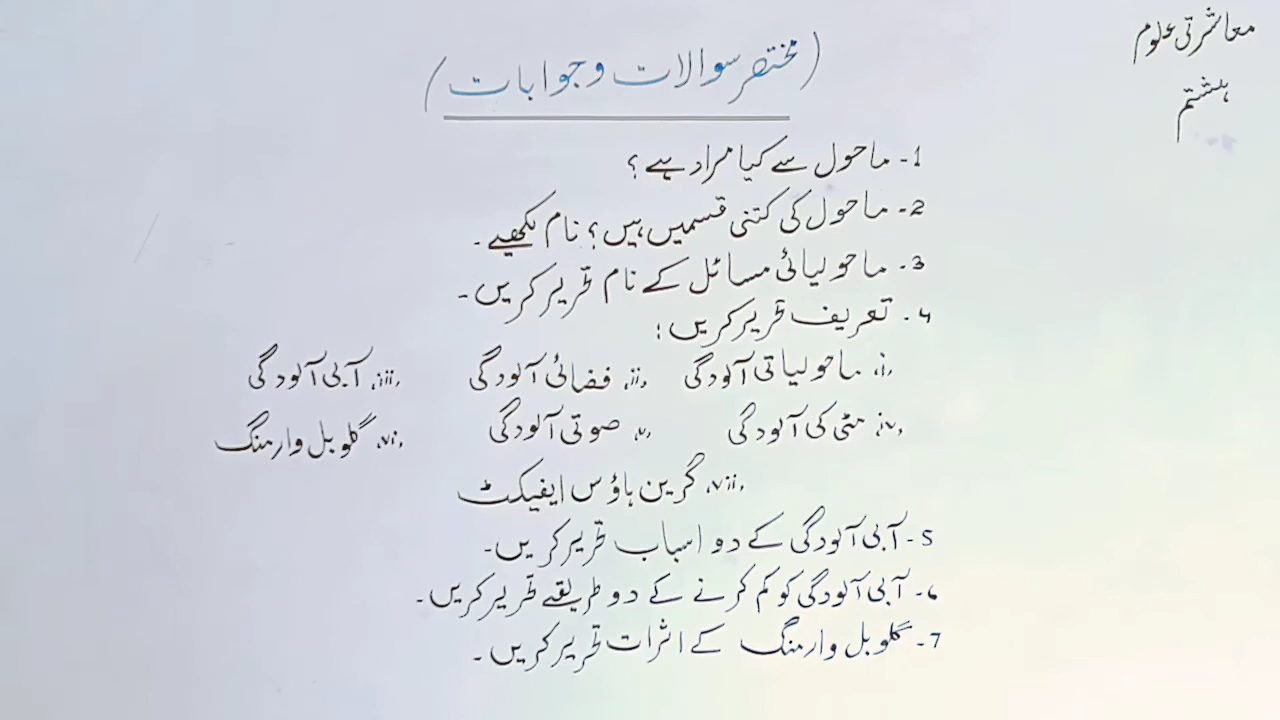 معاشرتی علوم
ہشتم
(مختصر سوالات و جوابات)
1- ماحول سے کیا مراد ہے؟
2- ماحول کی کتنی قسمیں ہیں؟ نام لکھیے۔
3- ماحولیائی مسائل کے نام تحریر کریں۔
4- تعریف تحریر کریں:
i, ماحولیاتی آلودگی ii, فضائی آلودگی iii, آبی آلودگی
iv, مٹی کی آلودگی v, صوتی آلودگی vi, گلوبل وارمنگ
vii, گرین ہاؤس ایفیکٹ
5- آبی آلودگی کے دو اسباب تحریر کریں۔
6- آبی آلودگی کو کم کرنے کے دو طریقے تحریر کریں۔
7- گلوبل وارمنگ کے اثرات تحریر کریں۔